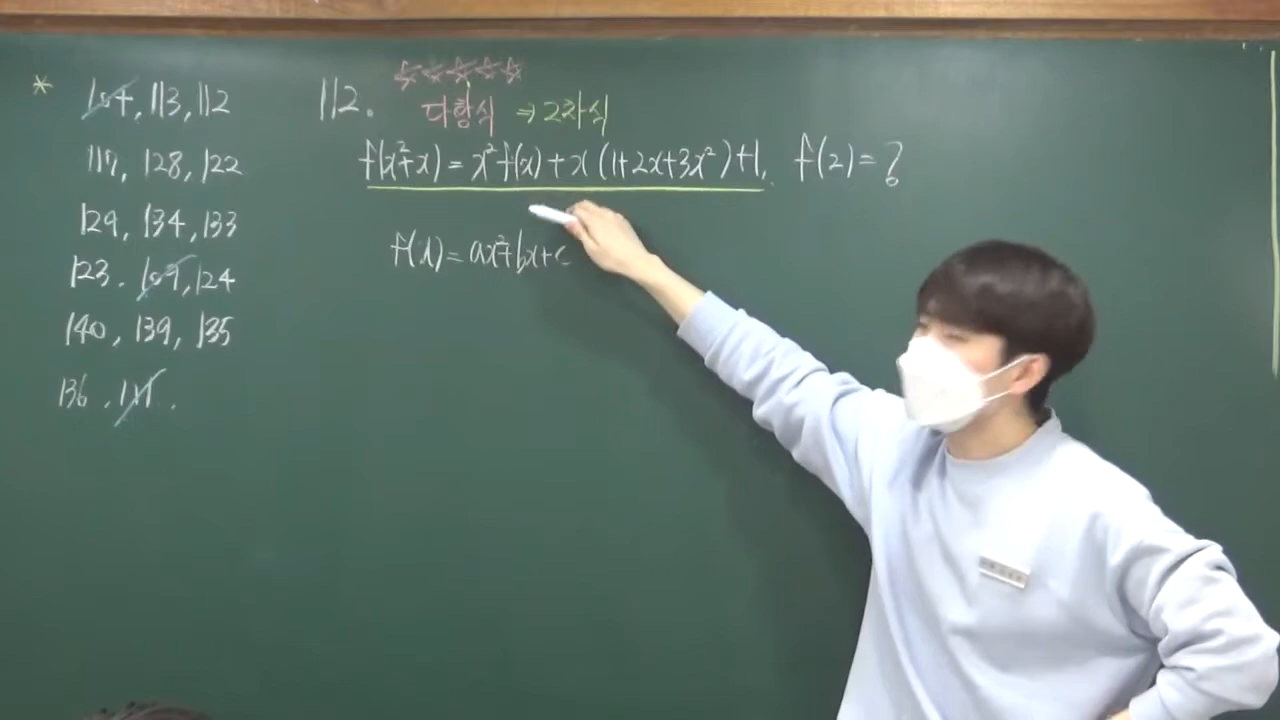 * 104, 113, 112
117, 128, 122
129, 134, 133
123. 109, 124
140, 139, 135
136, 111.
112. ☆☆☆☆☆
다항식 ⇒ 2차식
f(x²+x) = x²f(x) + x(1+2x+3x²)+1, f(2)=?
f(x)=ax²+bx+c